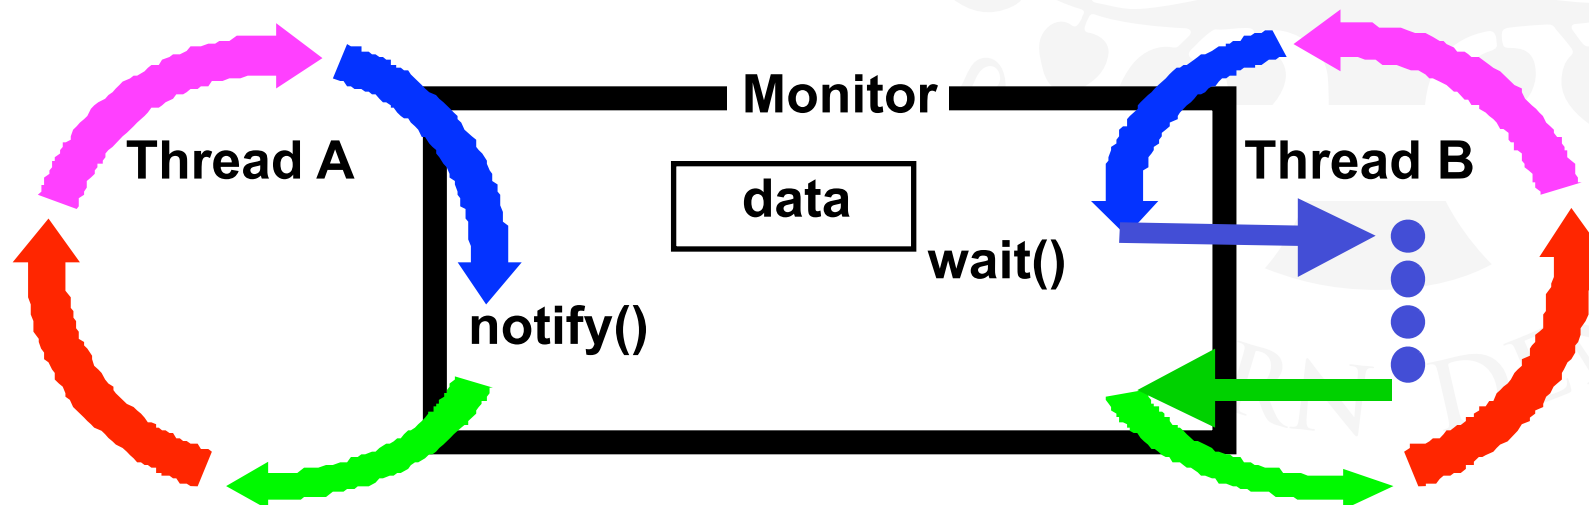 Monitor
Thread A
Thread B
data
wait()
notify()